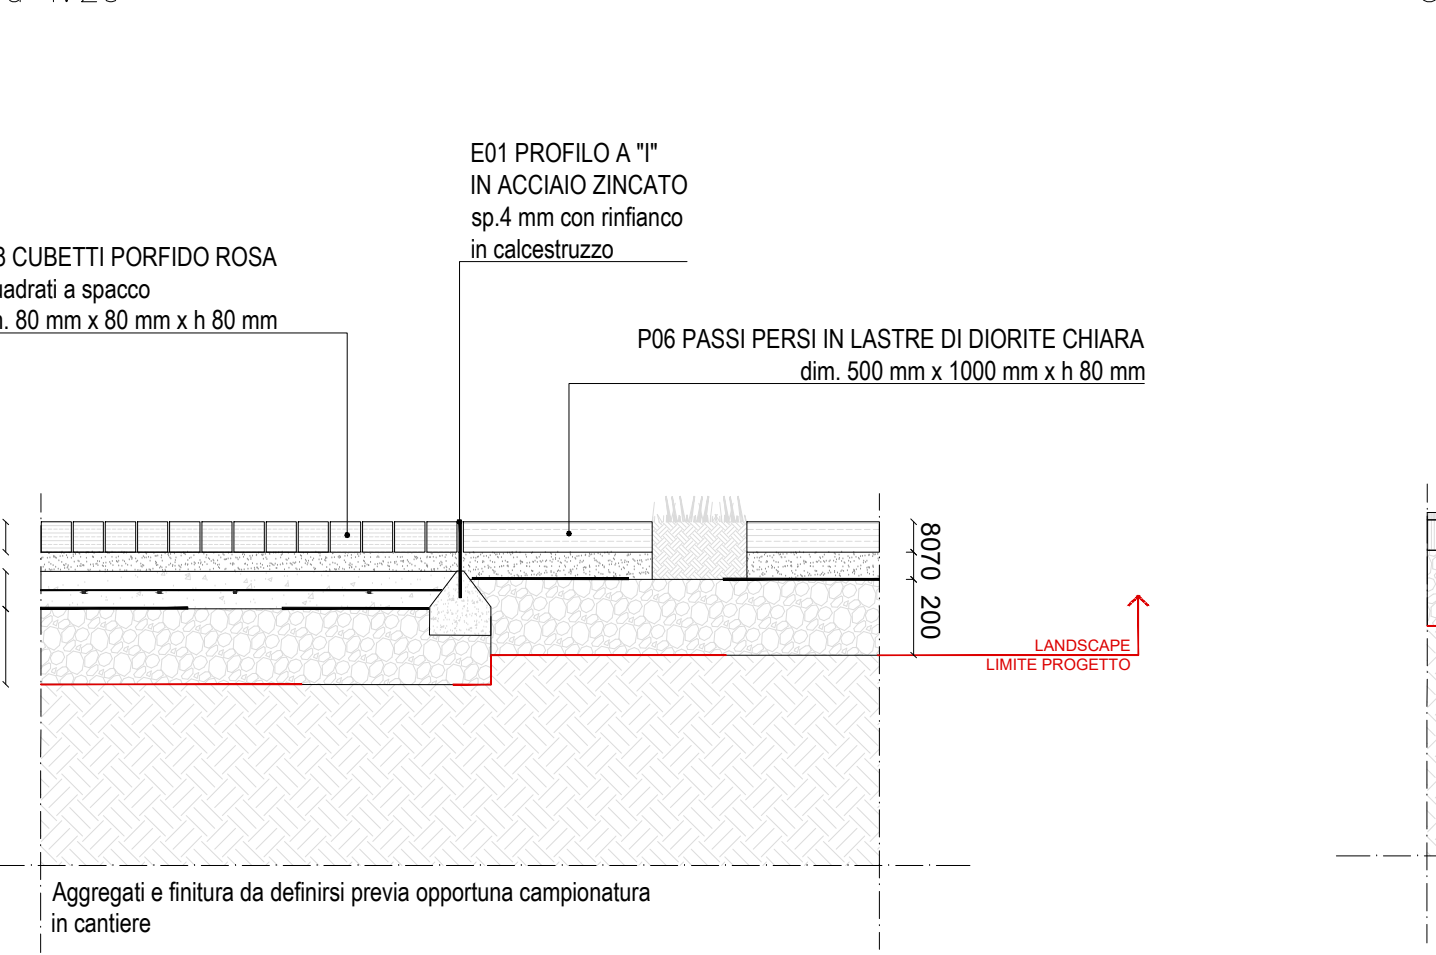 E01 PROFILO A "I"
IN ACCIAIO ZINCATO
sp.4 mm con rinfianco
in calcestruzzo
CUBETTI PORFIDO ROSA
a spacco
80 mm x 80 mm x h 80 mm
P06 PASSI PERSI IN LASTRE DI DIORITE CHIARA
dim. 500 mm x 1000 mm x h 80 mm
80
70
200
LANDSCAPE
LIMITE PROGETTO
Aggregati e finitura da definirsi previa opportuna campionatura
in cantiere